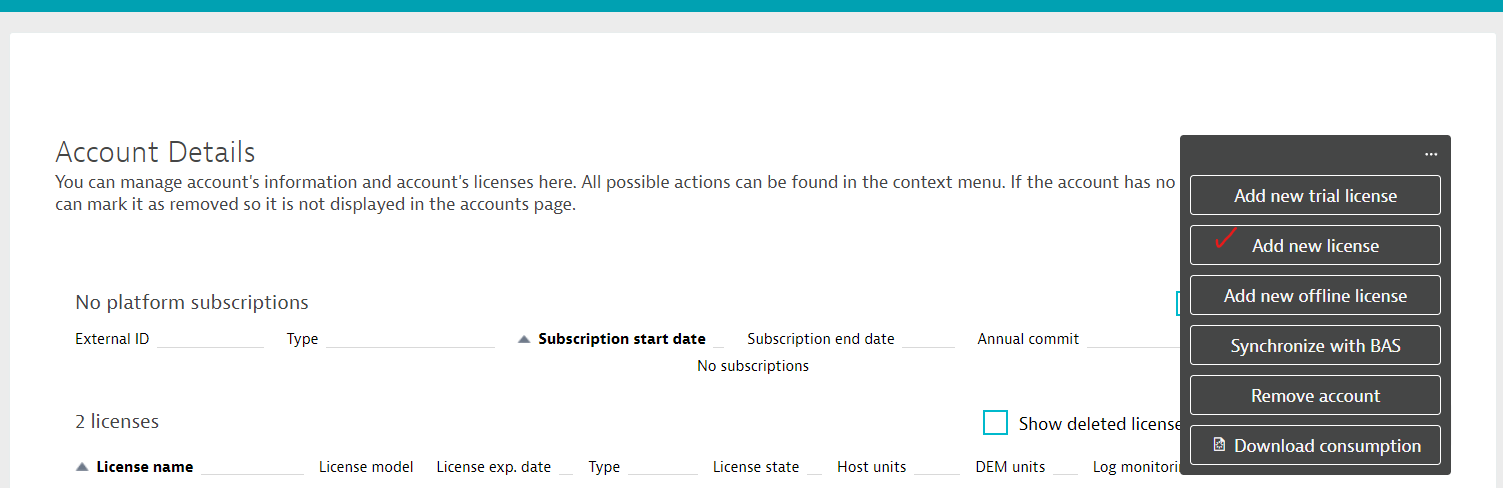 Account Details
You can manage account's information and account's licenses here. All possible actions can be found in the context menu. If the account has no
can mark it as removed so it is not displayed in the accounts page.
...
Add new trial license
Add new license
Add new offline license
Synchronize with BAS
Remove account
Download consumption
No platform subscriptions
External ID Type Subscription start date Subscription end date Annual commit
No subscriptions
2 licenses
Show deleted license
License name License model License exp. date Type License state Host units DEM units Log monitori